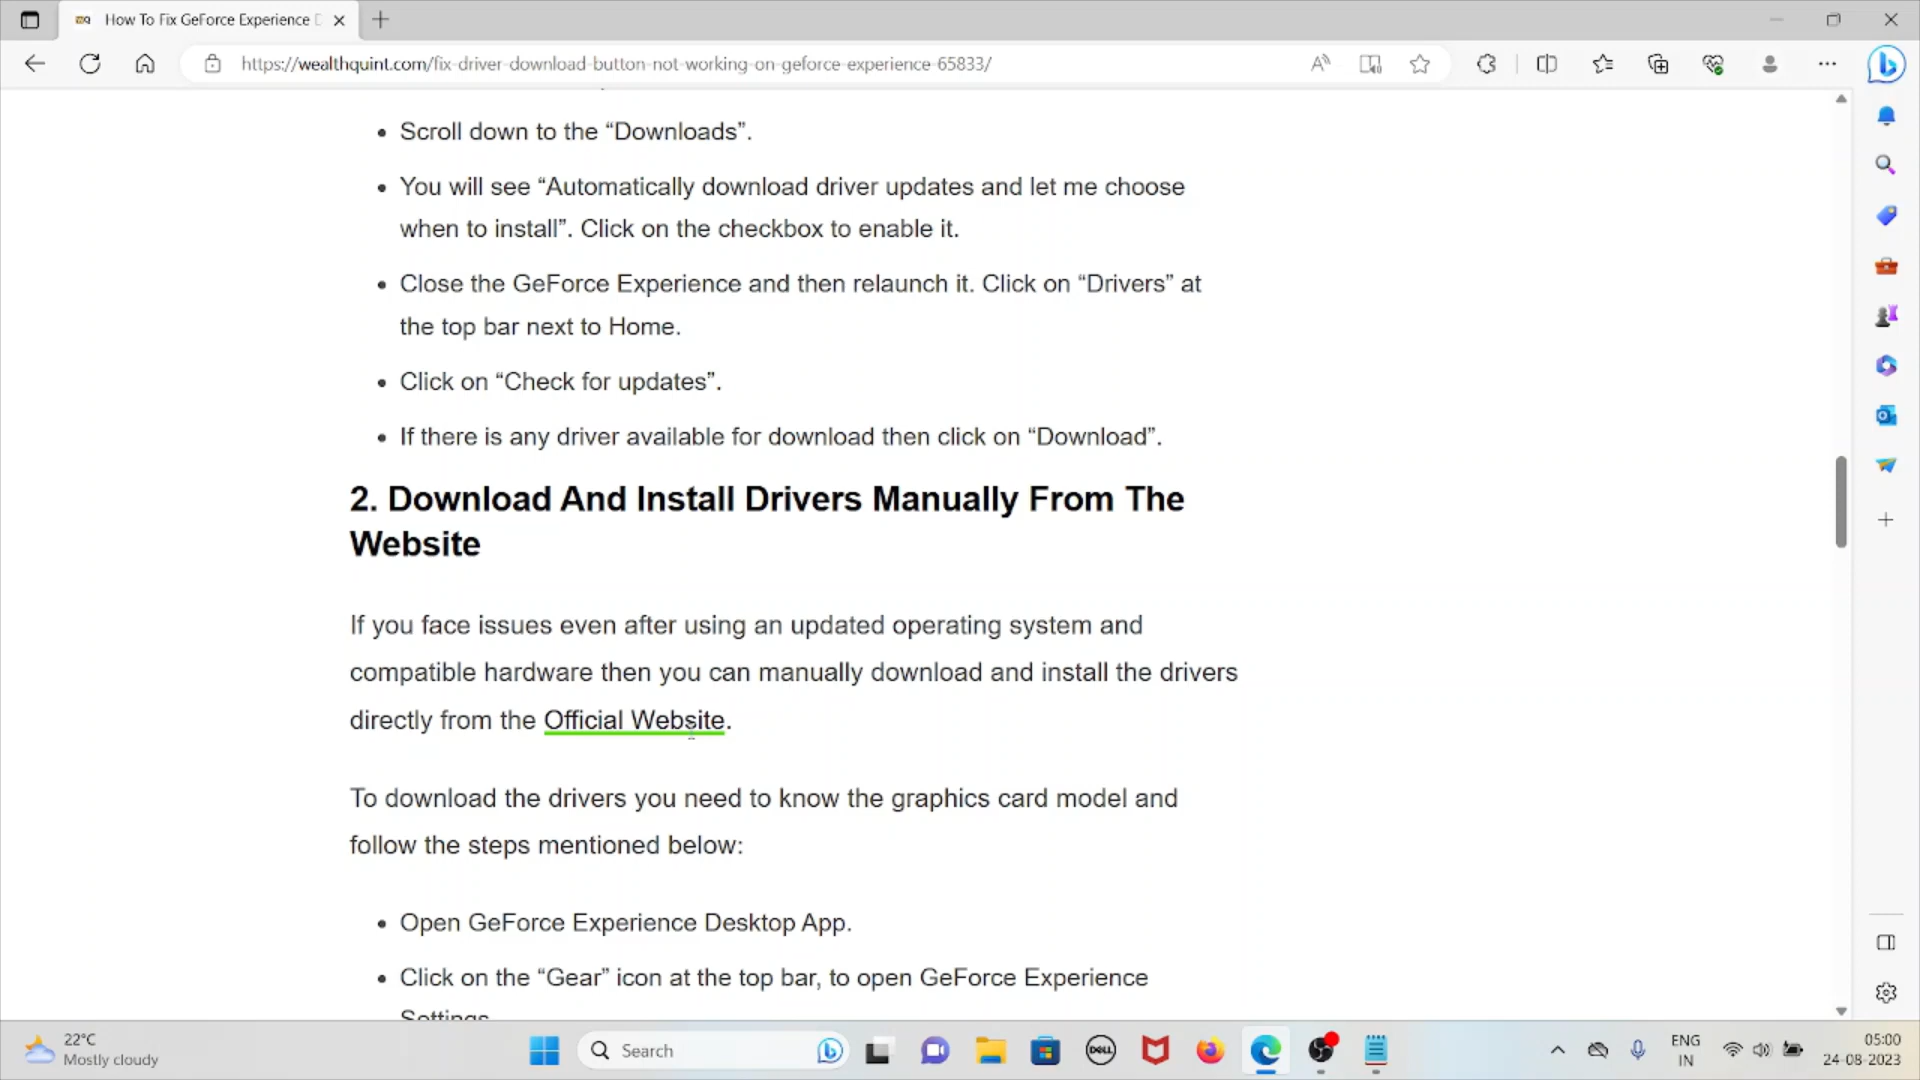 How To Fix GeForce Experience D
https://wealthquint.com/fix-driver-download-button-not-working-on-geforce-experience-65833/
• Scroll down to the “Downloads”.
• You will see “Automatically download driver updates and let me choose
when to install”. Click on the checkbox to enable it.
• Close the GeForce Experience and then relaunch it. Click on “Drivers” at
the top bar next to Home.
• Click on “Check for updates”.
• If there is any driver available for download then click on “Download”.
2. Download And Install Drivers Manually From The
Website
If you face issues even after using an updated operating system and
compatible hardware then you can manually download and install the drivers
directly from the Official Website.
To download the drivers you need to know the graphics card model and
follow the steps mentioned below:
• Open GeForce Experience Desktop App.
• Click on the “Gear” icon at the top bar, to open GeForce Experience
Settings
22°C
Mostly cloudy
Search
DELL
ENG
IN
05:00
24-08-2023